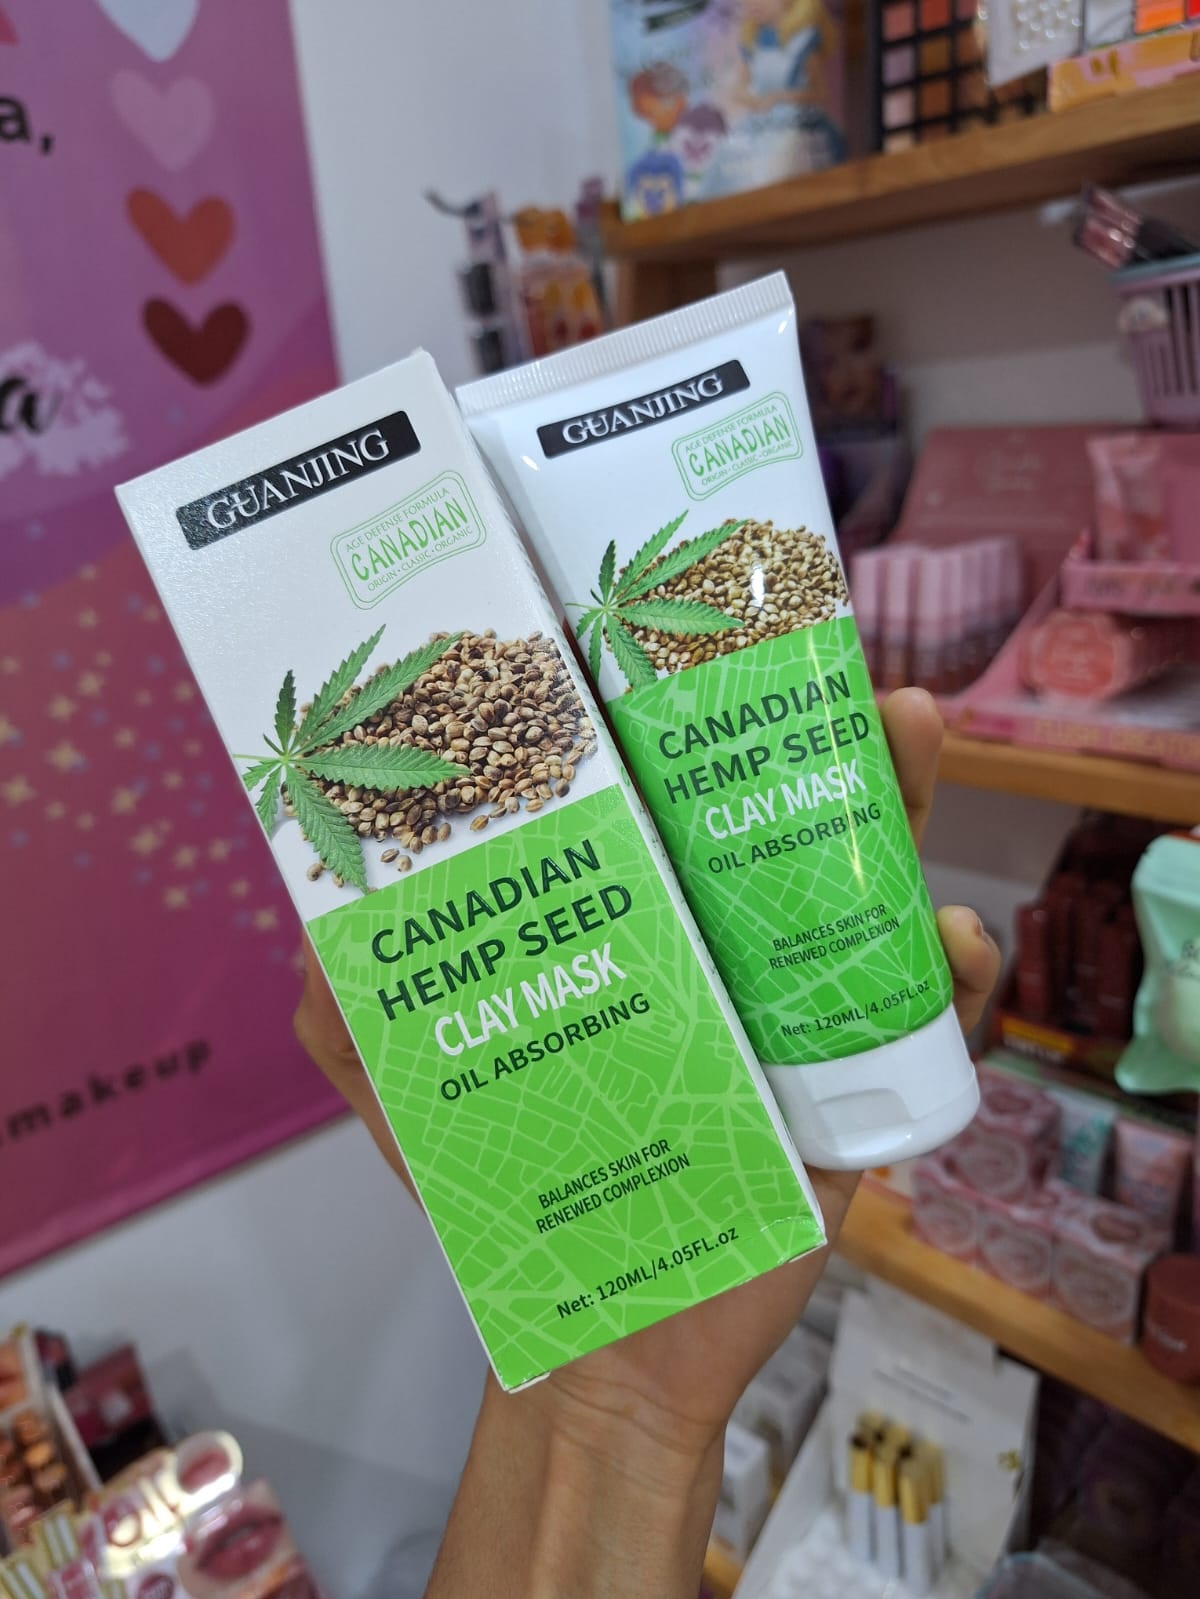 GUANJING
AGE DEFENSE FORMULA
CANADIAN
ORIGIN · CLASSIC · ORGANIC
CANADIAN
HEMP SEED
CLAY MASK
OIL ABSORBING
BALANCES SKIN FOR
RENEWED COMPLEXION
Net: 120ML/4.05FL.oz
GUANJING
AGE DEFENSE FORMULA
CANADIAN
ORIGIN · CLASSIC · ORGANIC
CANADIAN
HEMP SEED
CLAY MASK
OIL ABSORBING
BALANCES SKIN FOR
RENEWED COMPLEXION
Net: 120ML/4.05FL.oz
a,
a
makeup